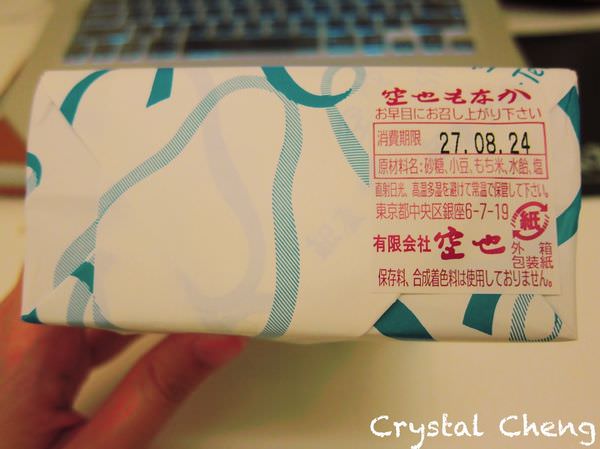 空也もなか
お早目にお召し上がり下さい
消費期限 27.08.24
原材料名:砂糖、小豆、もち米、水飴、塩
直射日光、高温多湿を避けて常温で保管して下さい。
東京都中央区銀座6-7-19
紙
有限会社 空也
外箱
包装紙
保存料、合成着色料は使用しておりません。
Crystal Cheng